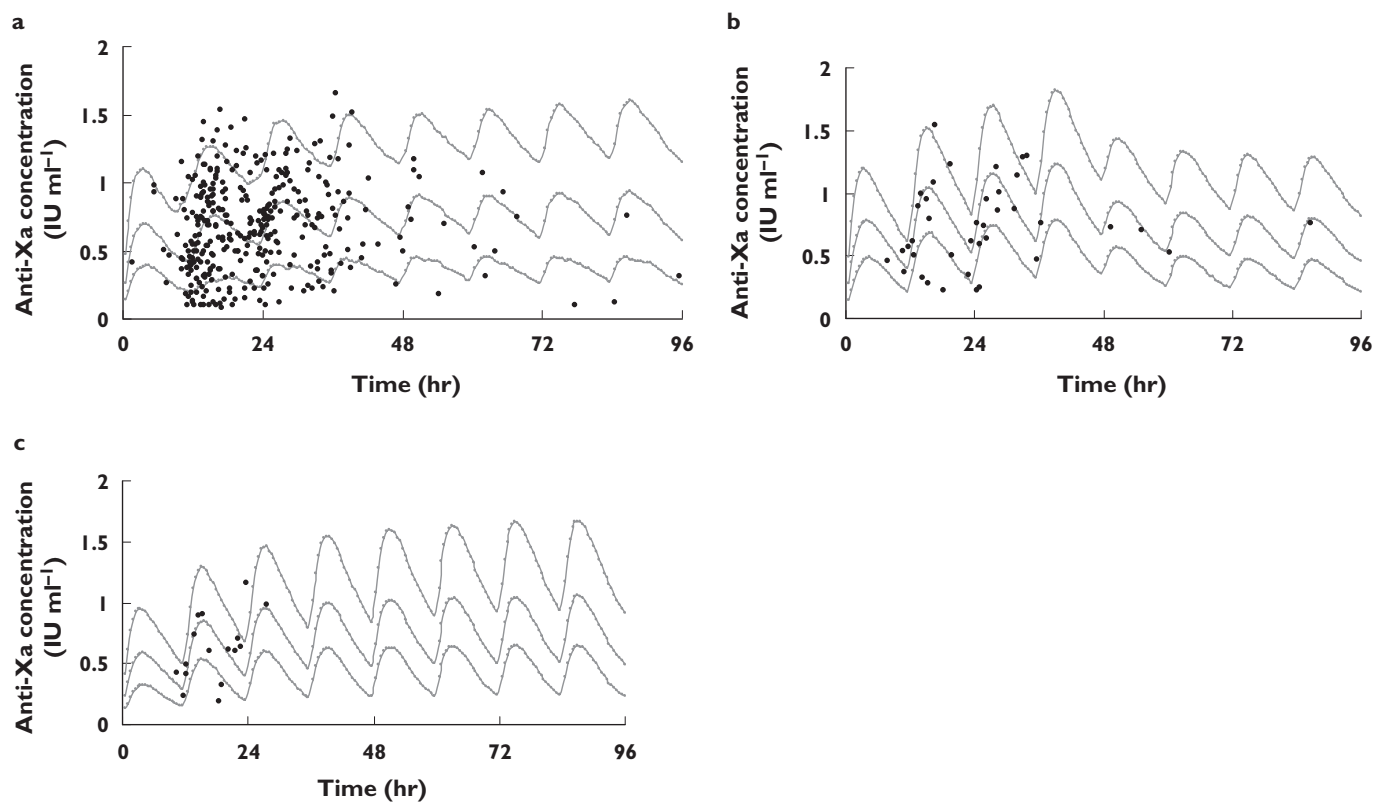 a
2
1.5
1
0.5
0
0
24
48
72
96
Time (hr)
Anti-Xa concentration
(IU ml⁻¹)
b
2
1.5
1
0.5
0
0
24
48
72
96
Time (hr)
Anti-Xa concentration
(IU ml⁻¹)
c
2
1.5
1
0.5
0
0
24
48
72
96
Time (hr)
Anti-Xa concentration
(IU ml⁻¹)